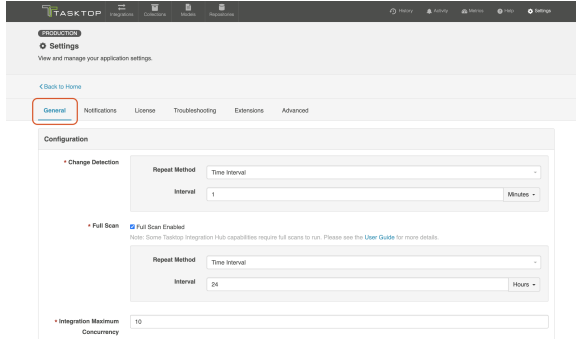 TASKTOP
Integrations
Collections
Models
Repositories
History
Activity
Metrics
Help
Settings
PRODUCTION
Settings
View and manage your application settings.
Back to Home
General
Notifications
License
Troubleshooting
Extensions
Advanced
Configuration
* Change Detection
Repeat Method
Time Interval
Interval
1
Minutes
* Full Scan
Full Scan Enabled
Note: Some Tasktop Integration Hub capabilities require full scans to run. Please see the User Guide for more details.
Repeat Method
Time Interval
Interval
24
Hours
* Integration Maximum
Concurrency
10